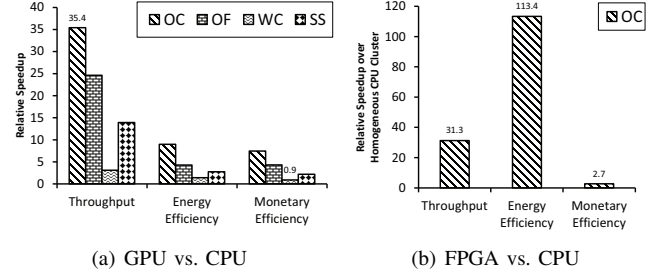 40
35
30
25
20
15
10
5
0
Relative Speedup
35.4
0.9
OC OF WC SS
Throughput
Energy
Efficiency
Monetary
Efficiency
(a) GPU vs. CPU
120
100
80
60
40
20
0
Relative Speedup over
Homogeneous CPU Cluster
31.3
113.4
2.7
OC
Throughput
Energy
Efficiency
Monetary
Efficiency
(b) FPGA vs. CPU